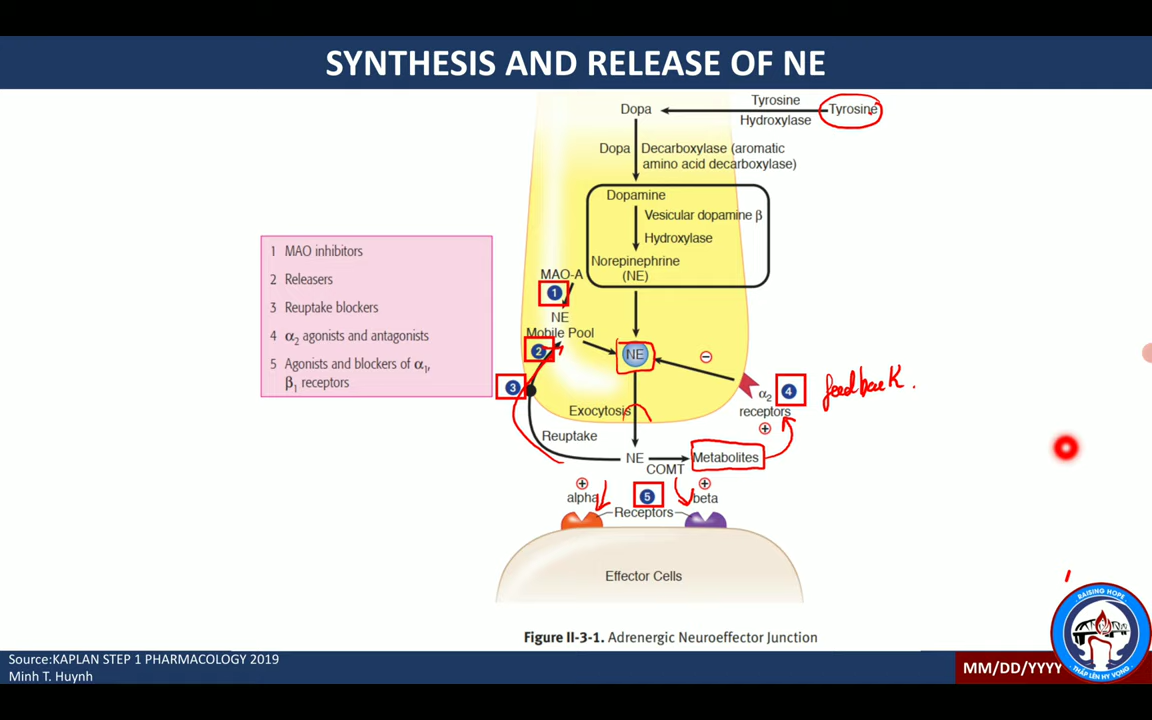 SYNTHESIS AND RELEASE OF NE
Dopa
Tyrosine
Hydroxylase
Tyrosine
Dopa
Decarboxylase (aromatic
amino acid decarboxylase)
Dopamine
Vesicular dopamine β
Hydroxylase
Norepinephrine
(NE)
1 MAO inhibitors
2 Releasers
3 Reuptake blockers
4 α2 agonists and antagonists
5 Agonists and blockers of α1,
β1 receptors
MAO-A
1
NE
Mobile Pool
2
NE
−
3
α2
receptors
4
feedback.
+
Exocytosis
Reuptake
NE
COMT
Metabolites
+
alpha
5
+
beta
Receptors
Effector Cells
Figure II-3-1. Adrenergic Neuroeffector Junction
Source:KAPLAN STEP 1 PHARMACOLOGY 2019
Minh T. Huynh
MM/DD/YYYY
RAISING HOPE
THẮP LÊN HY VỌNG